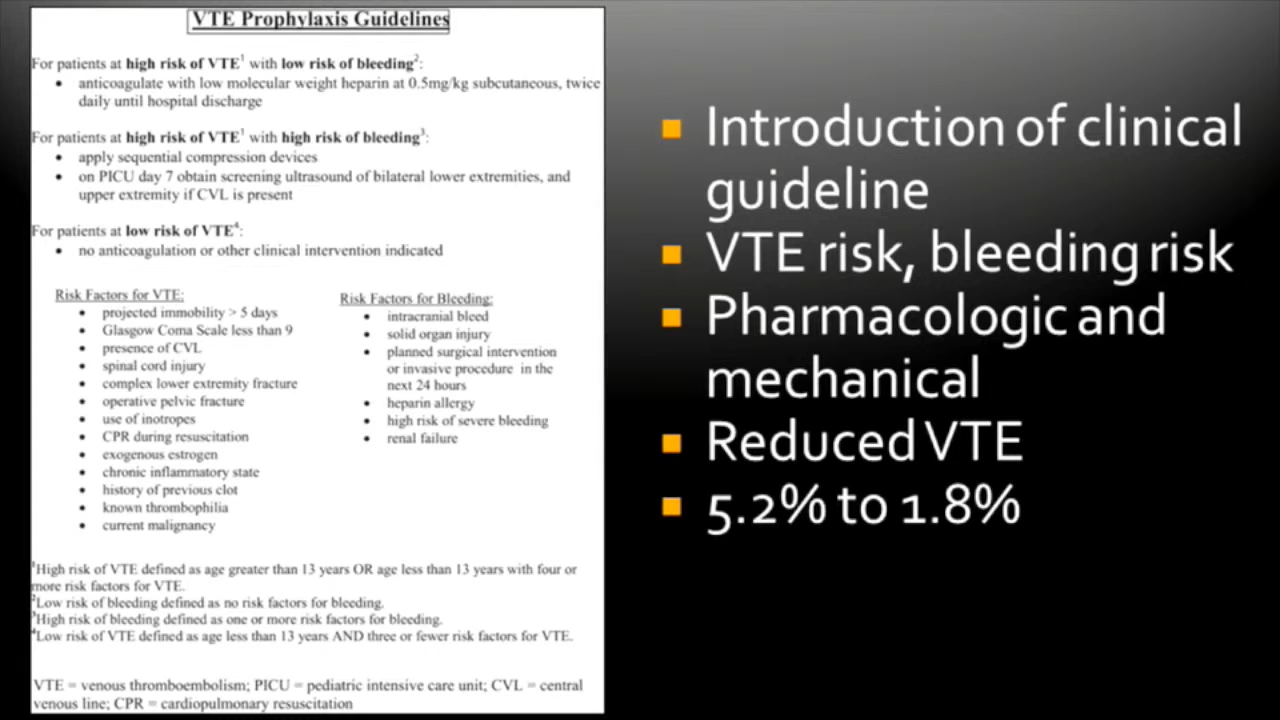 VTE Prophylaxis Guidelines
For patients at high risk of VTE1 with low risk of bleeding2:
• anticoagulate with low molecular weight heparin at 0.5mg/kg subcutaneous, twice
daily until hospital discharge
For patients at high risk of VTE1 with high risk of bleeding3:
• apply sequential compression devices
• on PICU day 7 obtain screening ultrasound of bilateral lower extremities, and
upper extremity if CVL is present
For patients at low risk of VTE4:
• no anticoagulation or other clinical intervention indicated
Risk Factors for VTE:
• projected immobility > 5 days
• Glasgow Coma Scale less than 9
• presence of CVL
• spinal cord injury
• complex lower extremity fracture
• operative pelvic fracture
• use of inotropes
• CPR during resuscitation
• exogenous estrogen
• chronic inflammatory state
• history of previous clot
• known thrombophilia
• current malignancy
Risk Factors for Bleeding:
• intracranial bleed
• solid organ injury
• planned surgical intervention
or invasive procedure in the
next 24 hours
• heparin allergy
• high risk of severe bleeding
• renal failure
1High risk of VTE defined as age greater than 13 years OR age less than 13 years with four or
more risk factors for VTE.
2Low risk of bleeding defined as no risk factors for bleeding.
3High risk of bleeding defined as one or more risk factors for bleeding.
4Low risk of VTE defined as age less than 13 years AND three or fewer risk factors for VTE.
VTE = venous thromboembolism; PICU = pediatric intensive care unit; CVL = central
venous line; CPR = cardiopulmonary resuscitation
Introduction of clinical
guideline
VTE risk, bleeding risk
Pharmacologic and
mechanical
Reduced VTE
5.2% to 1.8%